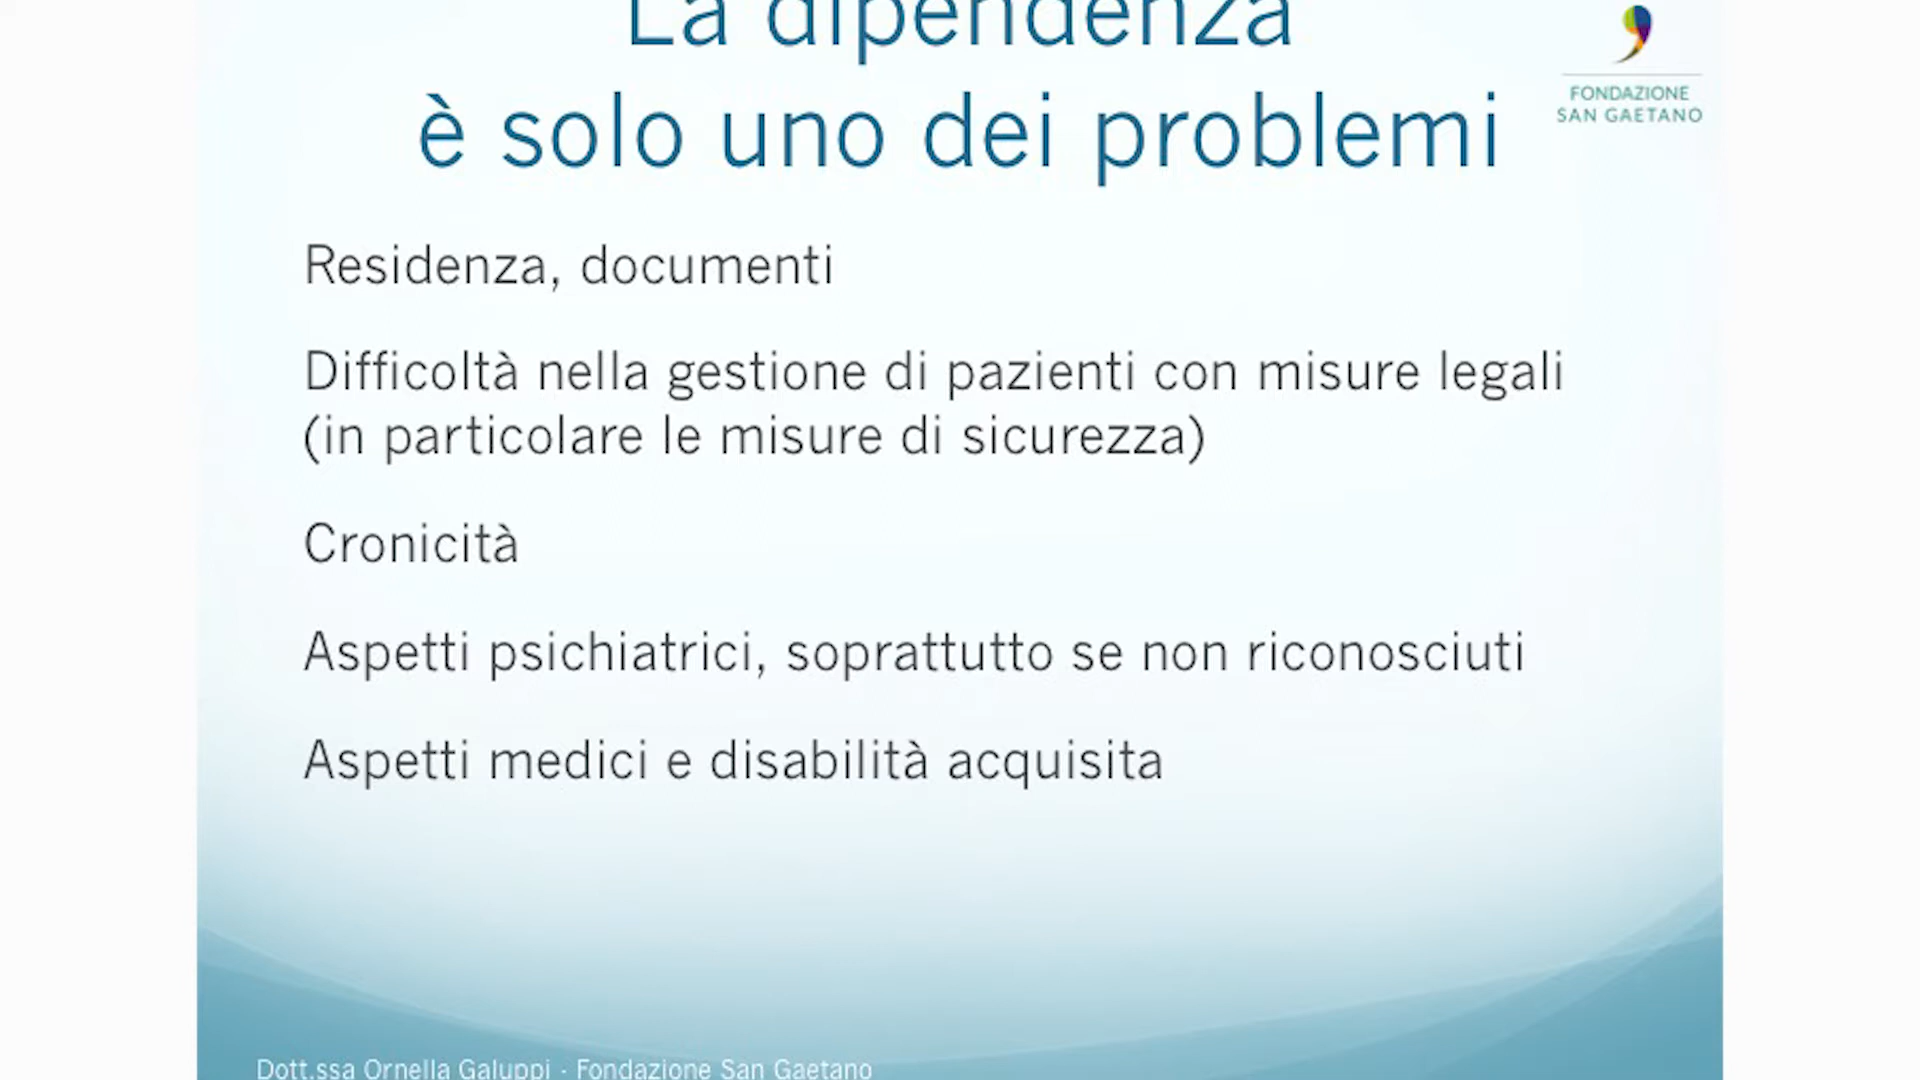 La dipendenza
è solo uno dei problemi
FONDAZIONE
SAN GAETANO
Residenza, documenti
Difficoltà nella gestione di pazienti con misure legali
(in particolare le misure di sicurezza)
Cronicità
Aspetti psichiatrici, soprattutto se non riconosciuti
Aspetti medici e disabilità acquisita
Dott.ssa Ornella Galuppi - Fondazione San Gaetano